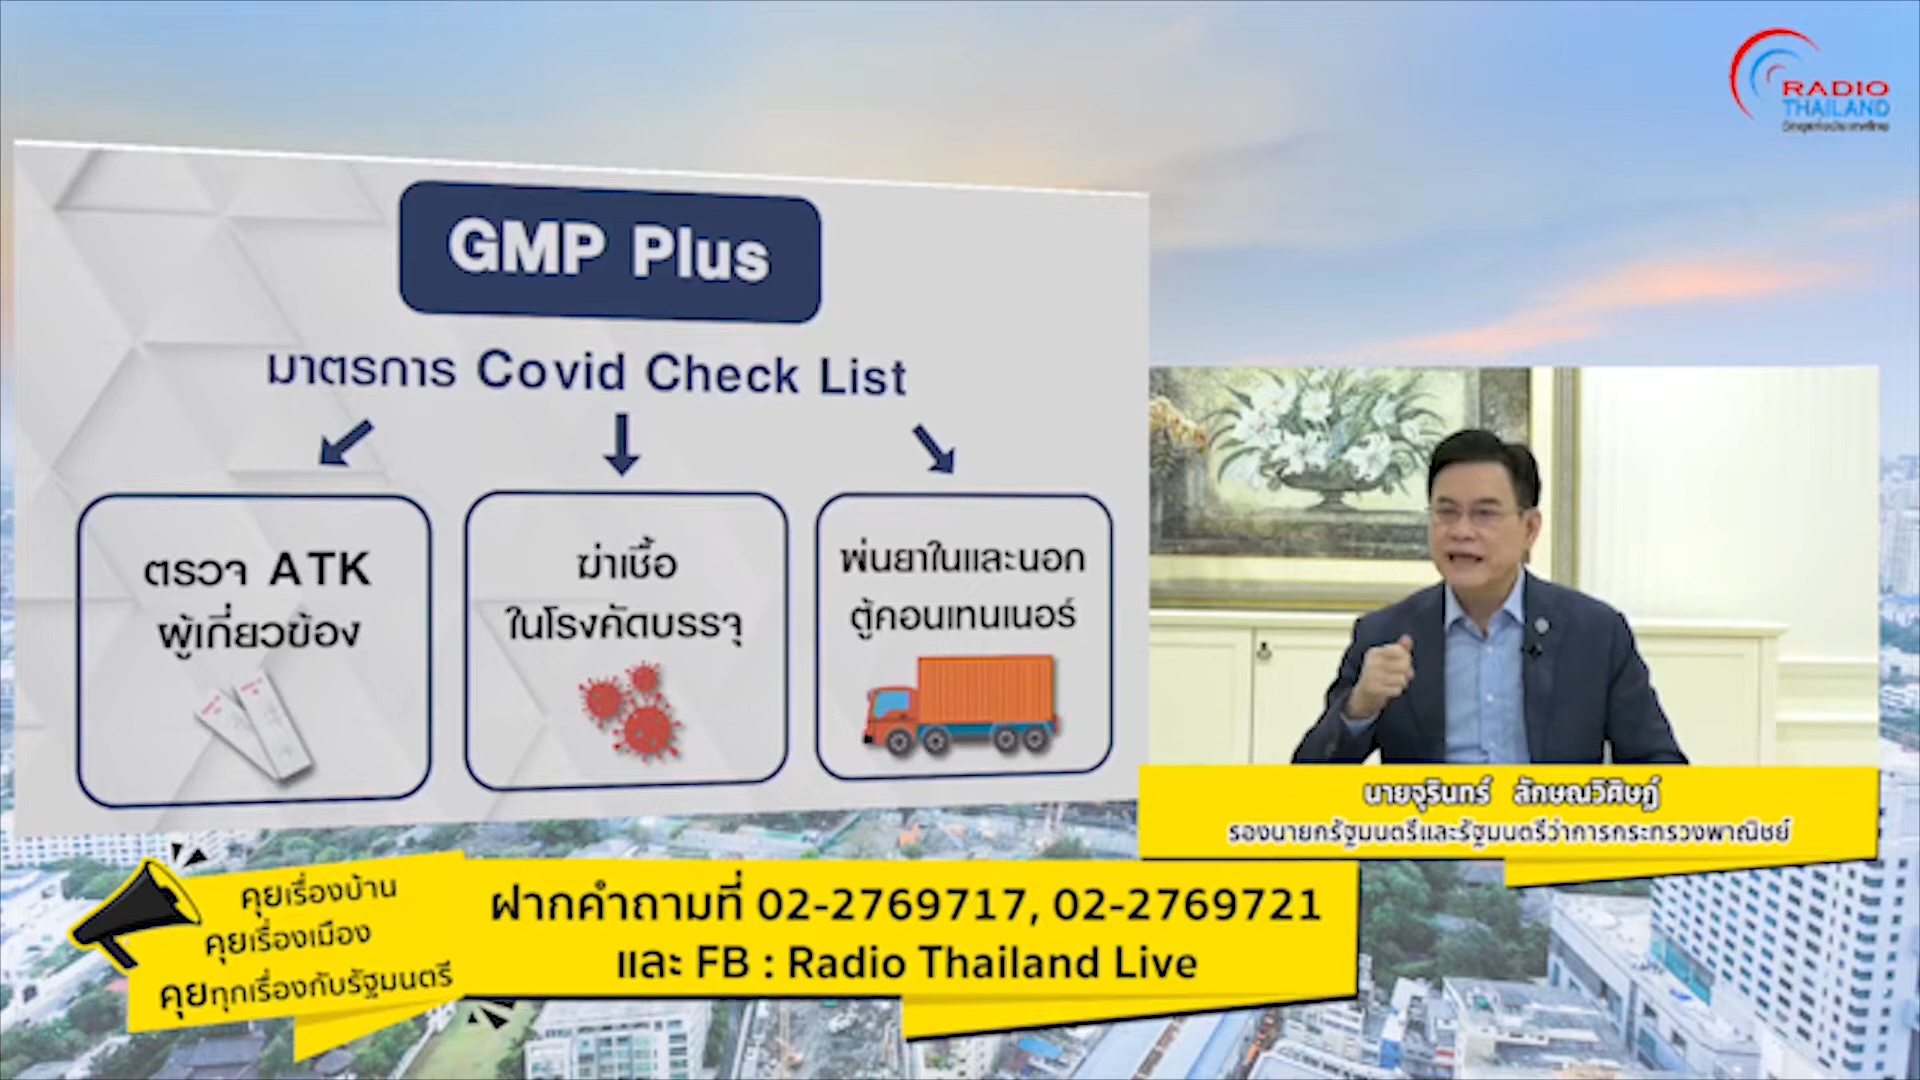 RADIO
THAILAND
GMP Plus
มาตรการ Covid Check List
ตรวจ ATK
ผู้เกี่ยวข้อง
ฆ่าเชื้อ
ในโรงคัดบรรจุ
พ่นยาในและนอก
ตู้คอนเทนเนอร์
นายจุรินทร์ ลักษณวิศิษฏ์
รองนายกรัฐมนตรีและรัฐมนตรีว่าการกระทรวงพาณิชย์
คุยเรื่องบ้าน
คุยเรื่องเมือง
คุยทุกเรื่องกับรัฐมนตรี
ฝากคำถามที่ 02-2769717, 02-2769721
และ FB : Radio Thailand Live